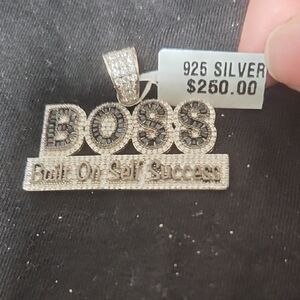 925 SILVER
$250.00
BOSS
Built On Self Success